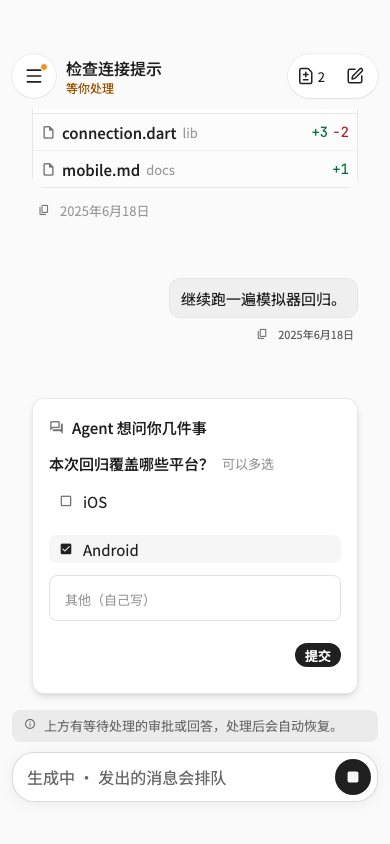 检查连接提示
等你处理
2
connection.dart lib +3 -2
mobile.md docs +1
2025年6月18日
继续跑一遍模拟器回归。
2025年6月18日
Agent 想问你几件事
本次回归覆盖哪些平台? 可以多选
iOS
Android
其他（自己写）
提交
上方有等待处理的审批或回答，处理后会自动恢复。
生成中 · 发出的消息会排队